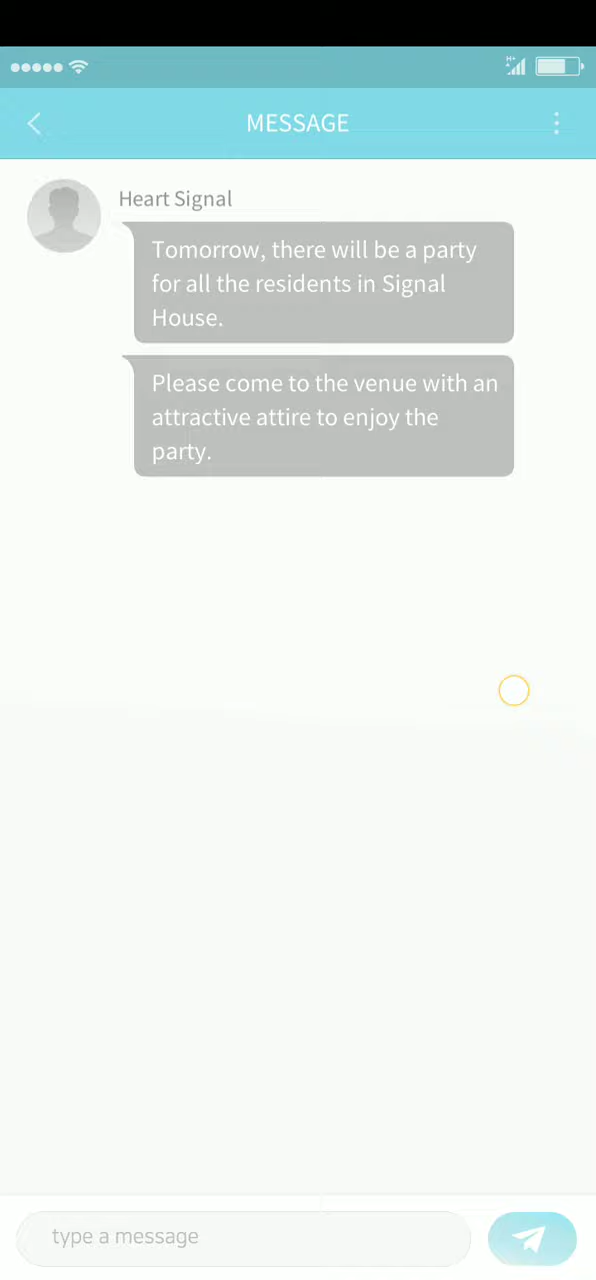 MESSAGE
Heart Signal
Tomorrow, there will be a party
for all the residents in Signal
House.
Please come to the venue with an
attractive attire to enjoy the
party.
type a message